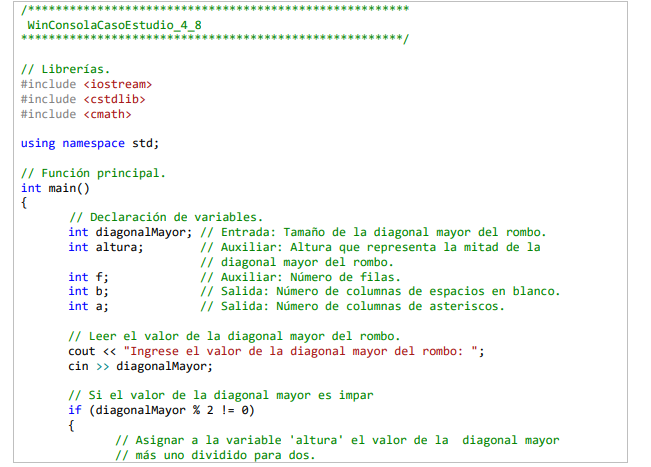 /*******************************************************
WinConsolaCasoEstudio_4_8
*******************************************************/
// Librerías.
#include <iostream>
#include <cstdlib>
#include <cmath>
using namespace std;
// Función principal.
int main()
{
// Declaración de variables.
int diagonalMayor; // Entrada: Tamaño de la diagonal mayor del rombo.
int altura; // Auxiliar: Altura que representa la mitad de la
// diagonal mayor del rombo.
int f; // Auxiliar: Número de filas.
int b; // Salida: Número de columnas de espacios en blanco.
int a; // Salida: Número de columnas de asteriscos.
// Leer el valor de la diagonal mayor del rombo.
cout << "Ingrese el valor de la diagonal mayor del rombo: ";
cin >> diagonalMayor;
// Si el valor de la diagonal mayor es impar
if (diagonalMayor % 2 != 0)
{
// Asignar a la variable 'altura' el valor de la  diagonal mayor
// más uno dividido para dos.